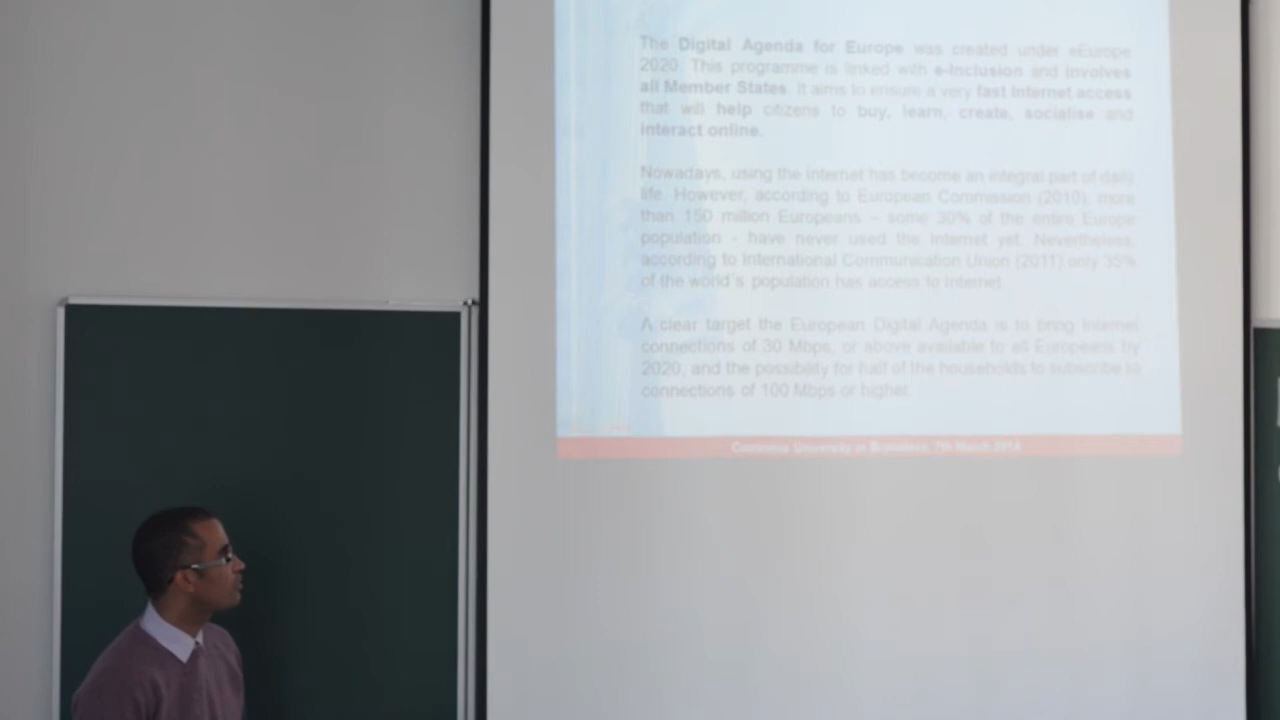 The Digital Agenda for Europe was created under eEurope
2020. This programme is linked with e-Inclusion and involves
all Member States. It aims to ensure a very fast Internet access
that will help citizens to buy, learn, create, socialise and
interact online.
Nowadays, using the Internet has become an integral part of daily
life. However, according to European Commission (2010), more
than 150 million Europeans – some 30% of the entire Europe
population - have never used the Internet yet. Nevertheless,
according to International Communication Union (2011) only 35%
of the world´s population has access to Internet.
A clear target the European Digital Agenda is to bring Internet
connections of 30 Mbps, or above available to all Europeans by
2020, and the possibility for half of the households to subscribe to
connections of 100 Mbps or higher.
Comenius University in Bratislava, 7th March 2014